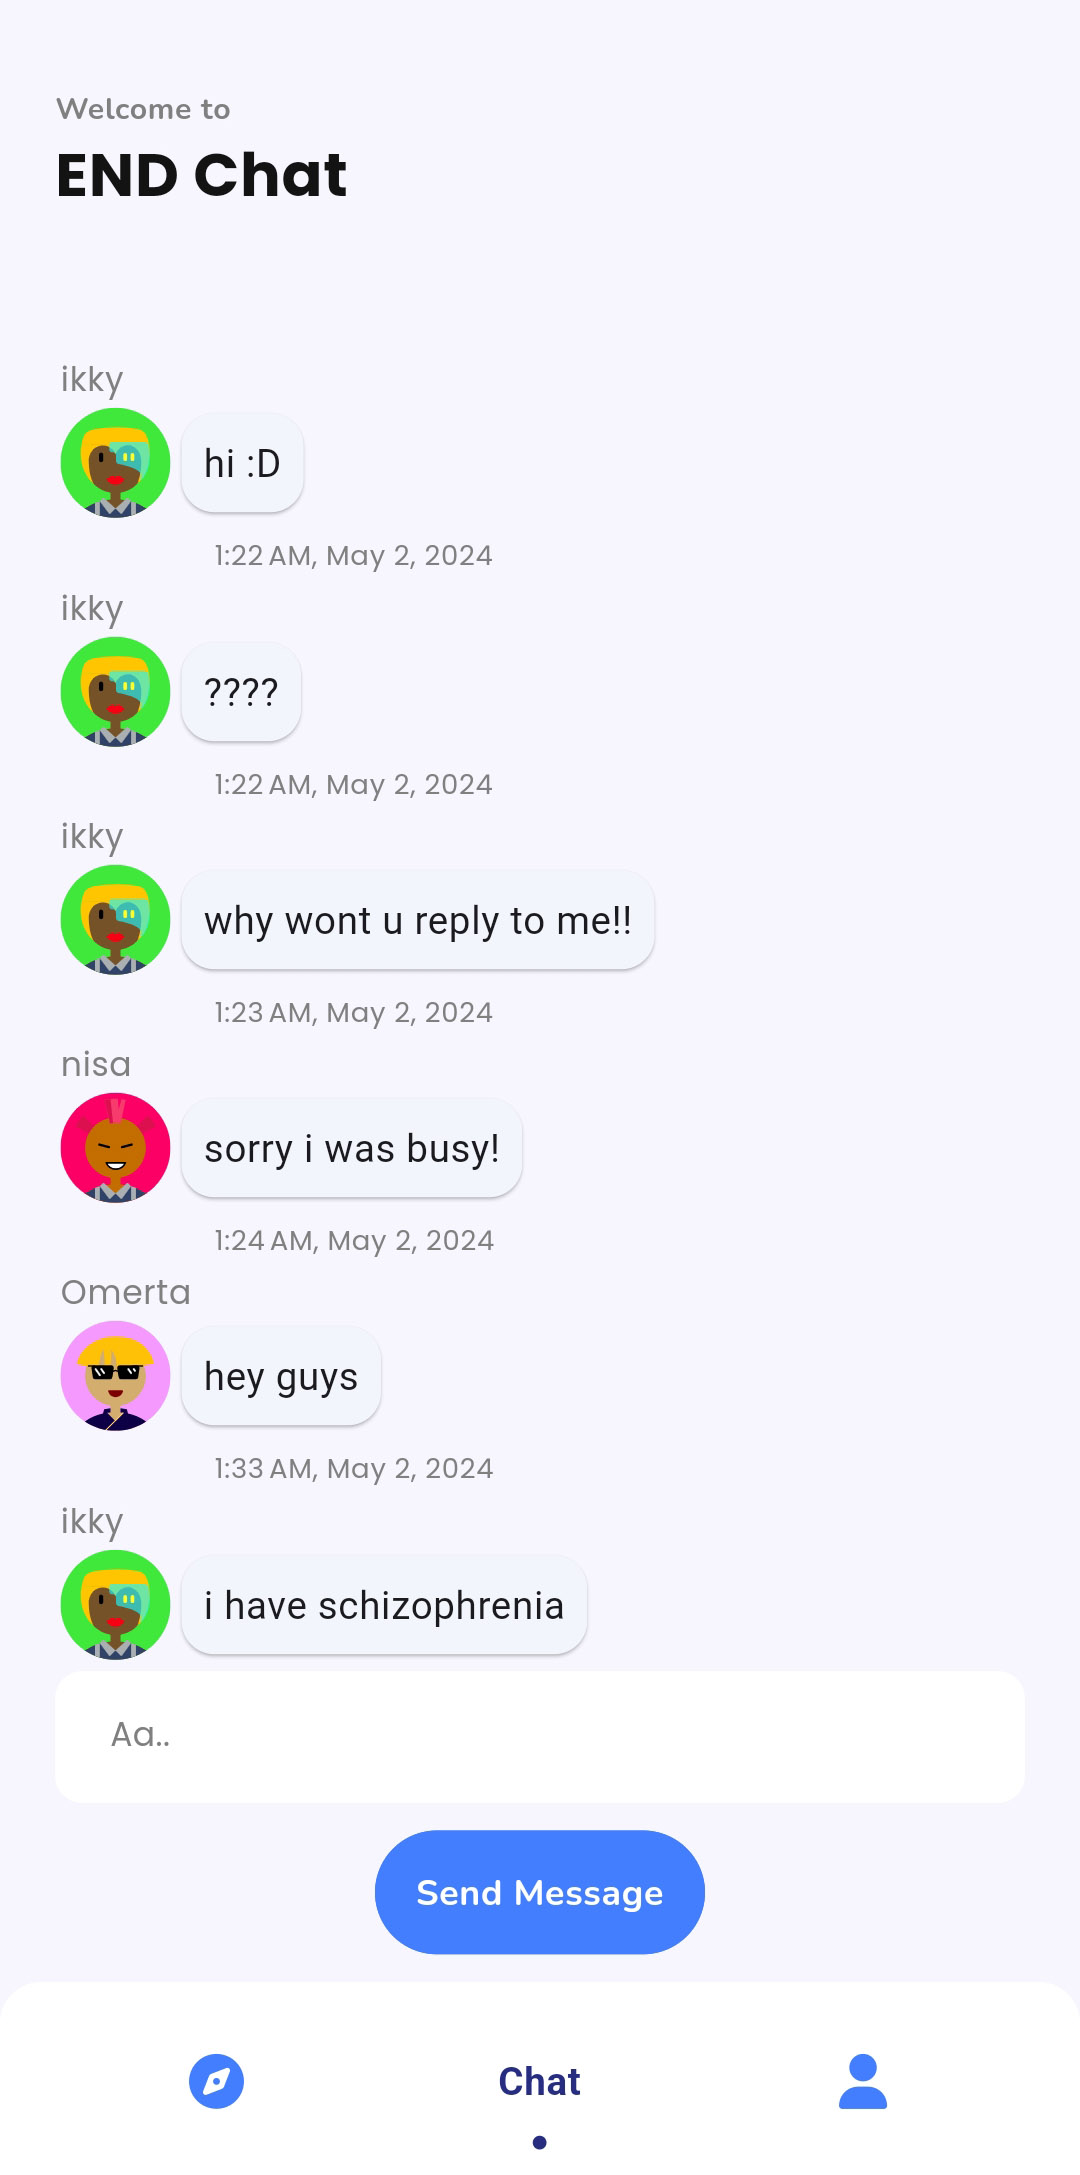 Welcome to
END Chat
ikky
hi :D
1:22 AM, May 2, 2024
ikky
????
1:22 AM, May 2, 2024
ikky
why wont u reply to me!!
1:23 AM, May 2, 2024
nisa
sorry i was busy!
1:24 AM, May 2, 2024
Omerta
hey guys
1:33 AM, May 2, 2024
ikky
i have schizophrenia
Aa..
Send Message
Chat